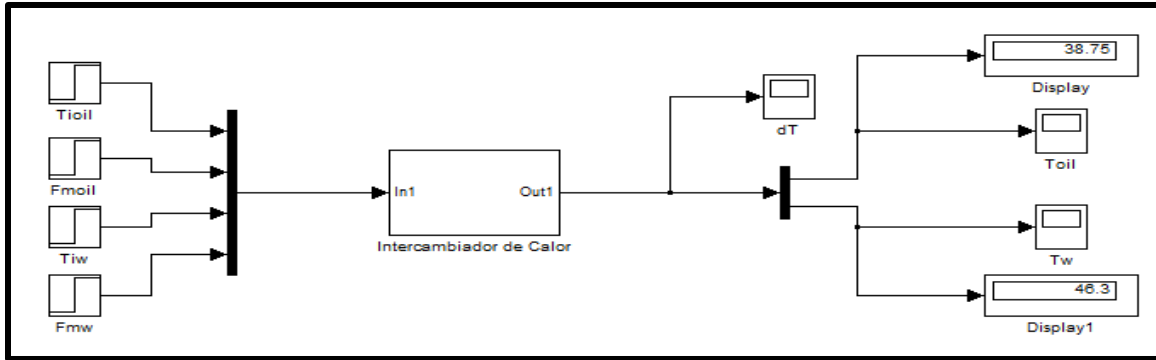 Tioil
Fmoil
Tiw
Fmw
In1
Out1
Intercambiador de Calor
dT
38.75
Display
Toil
Tw
46.3
Display1